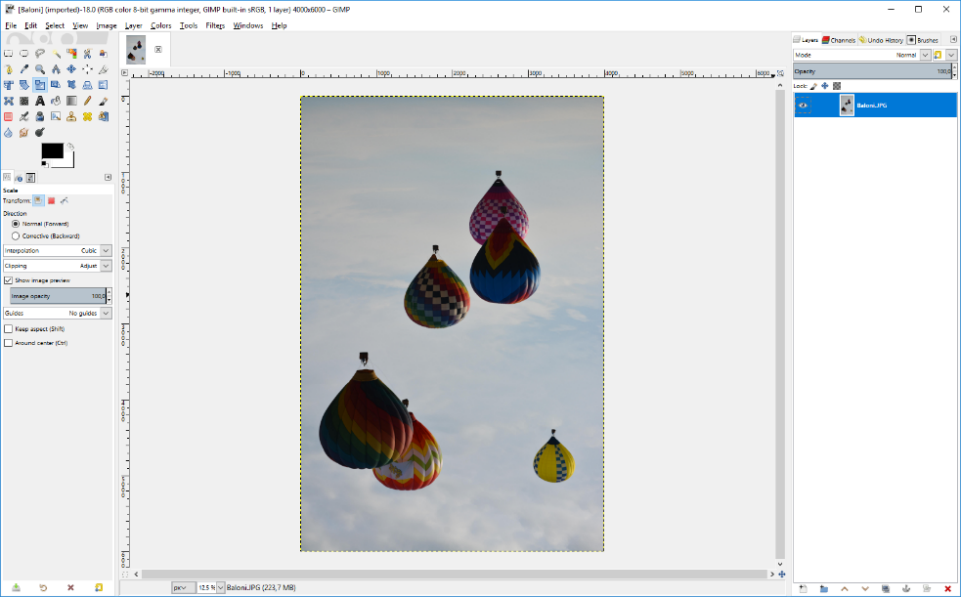 [Baloni] (imported)-18.0 (RGB color 8-bit gamma integer, GIMP built-in sRGB, 1 layer) 4000x6000 – GIMP
File Edit Select View Image Layer Colors Tools Filters Windows Help
Layers Channels Undo History Brushes
Mode Normal
Opacity 100,0
Lock:
Baloni.JPG
Scale
Transform:
Direction
Normal (Forward)
Corrective (Backward)
Interpolation Cubic
Clipping Adjust
Show image preview
Image opacity 100,0
Guides No guides
Keep aspect (Shift)
Around center (Ctrl)
-2000 -1000 0 1000 2000 3000 4000 5000 6000
px 12.5 % Baloni.JPG (223,7 MB)